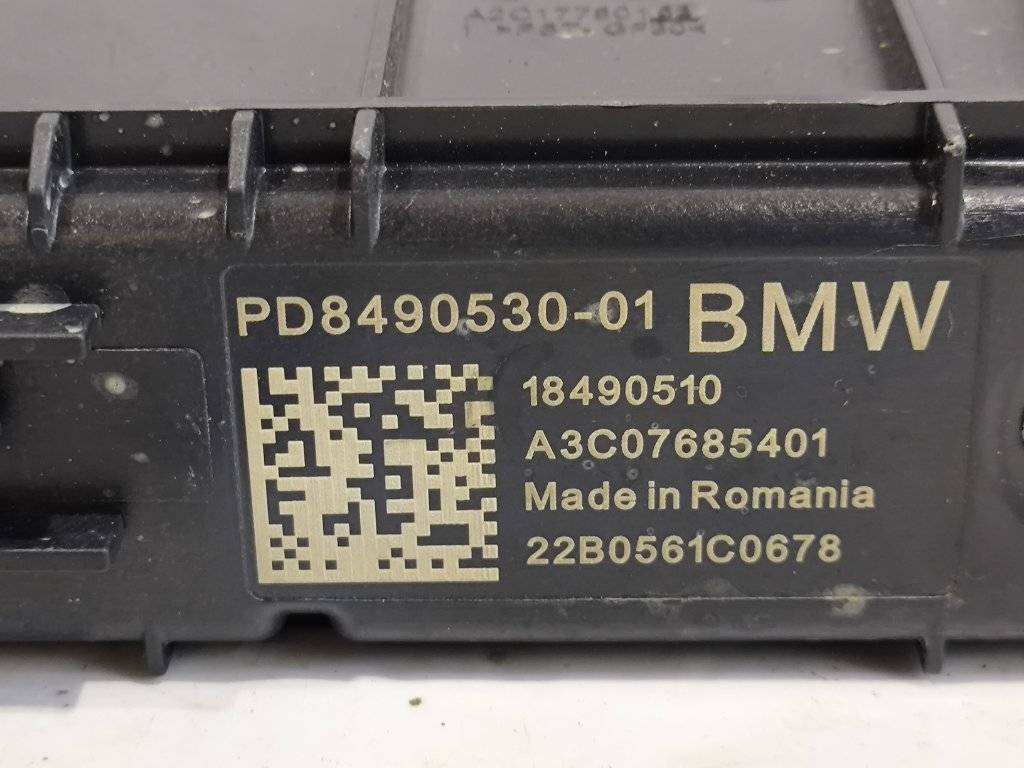 PD8490530-01 BMW
18490510
A3C07685401
Made in Romania
22B0561C0678